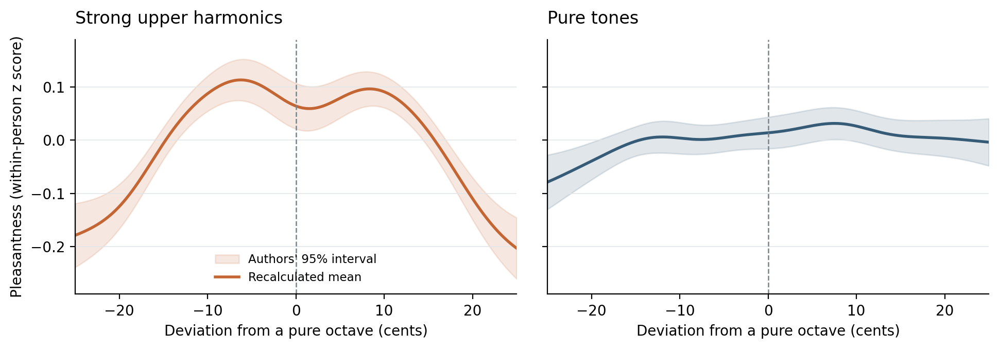 Strong upper harmonics
Pleasantness (within-person z score)
0.1
0.0
−0.1
−0.2
Authors' 95% interval
Recalculated mean
−20 −10 0 10 20
Deviation from a pure octave (cents)
Pure tones
−20 −10 0 10 20
Deviation from a pure octave (cents)